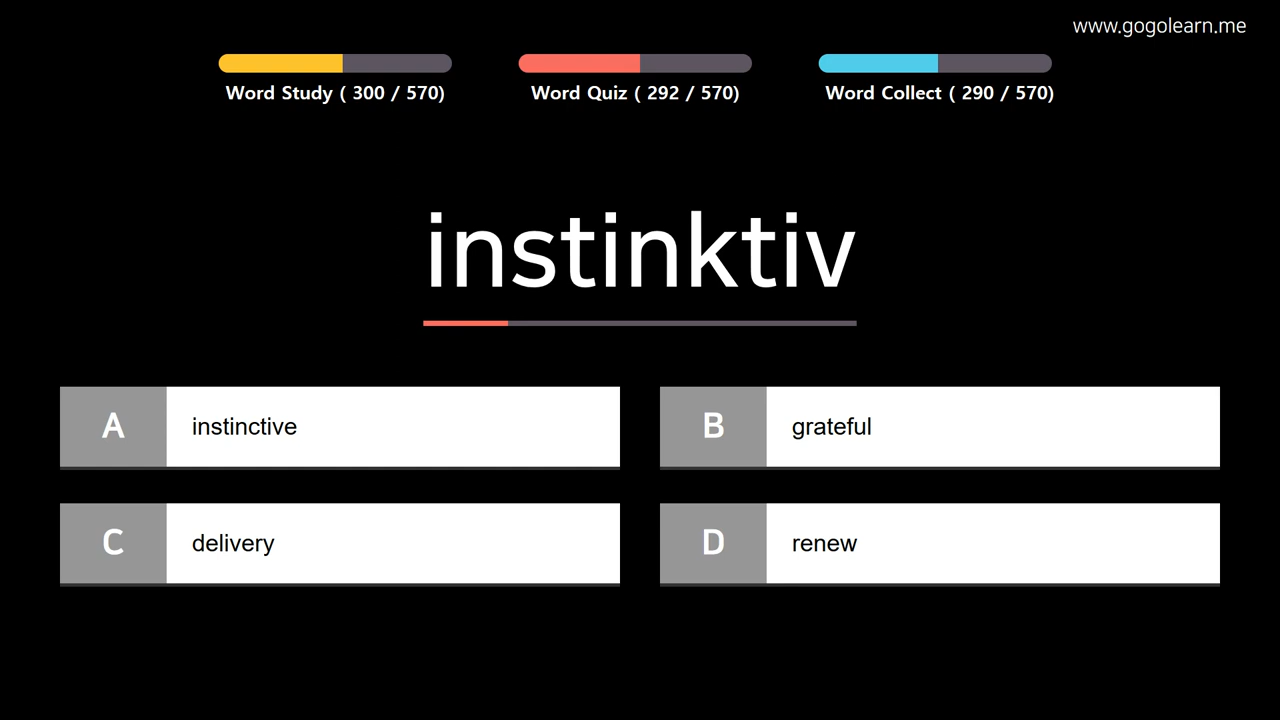 www.gogolearn.me
Word Study ( 300 / 570)
Word Quiz ( 292 / 570)
Word Collect ( 290 / 570)
instinktiv
A
instinctive
B
grateful
C
delivery
D
renew